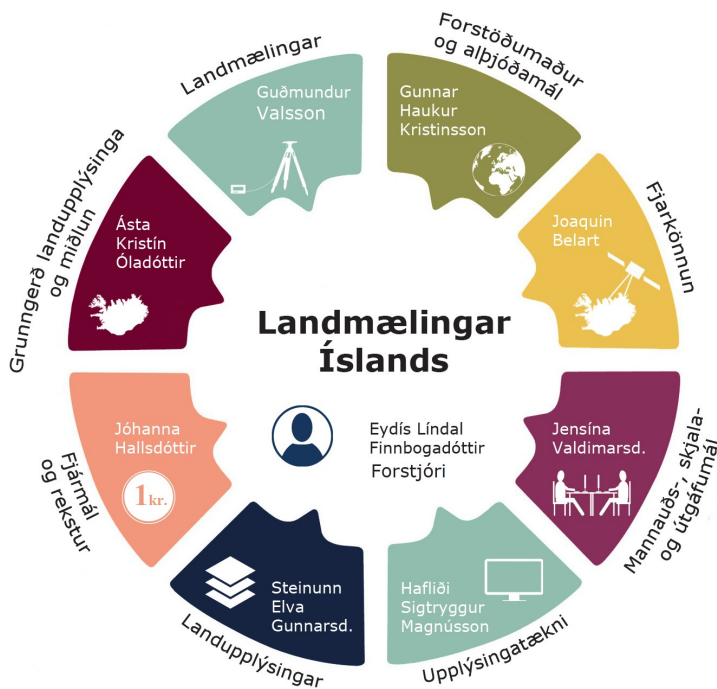 Landmælingar
Guðmundur
Valsson
Forstöðumaður
og alþjóðamál
Gunnar
Haukur
Kristinsson
Fjarkönnun
Joaquin
Belart
Mannauðs-, skjala-
og útgáfumál
Jensína
Valdimarsd.
Upplýsingatækni
Hafliði
Sigtryggur
Magnússon
Landupplýsingar
Steinunn
Elva
Gunnarsd.
Fjármál
og rekstur
Jóhanna
Hallsdóttir
1 kr.
Grunngerð landupplýsinga
og miðlun
Ásta
Kristín
Óladóttir
Landmælingar
Íslands
Eydís Líndal
Finnbogadóttir
Forstjóri